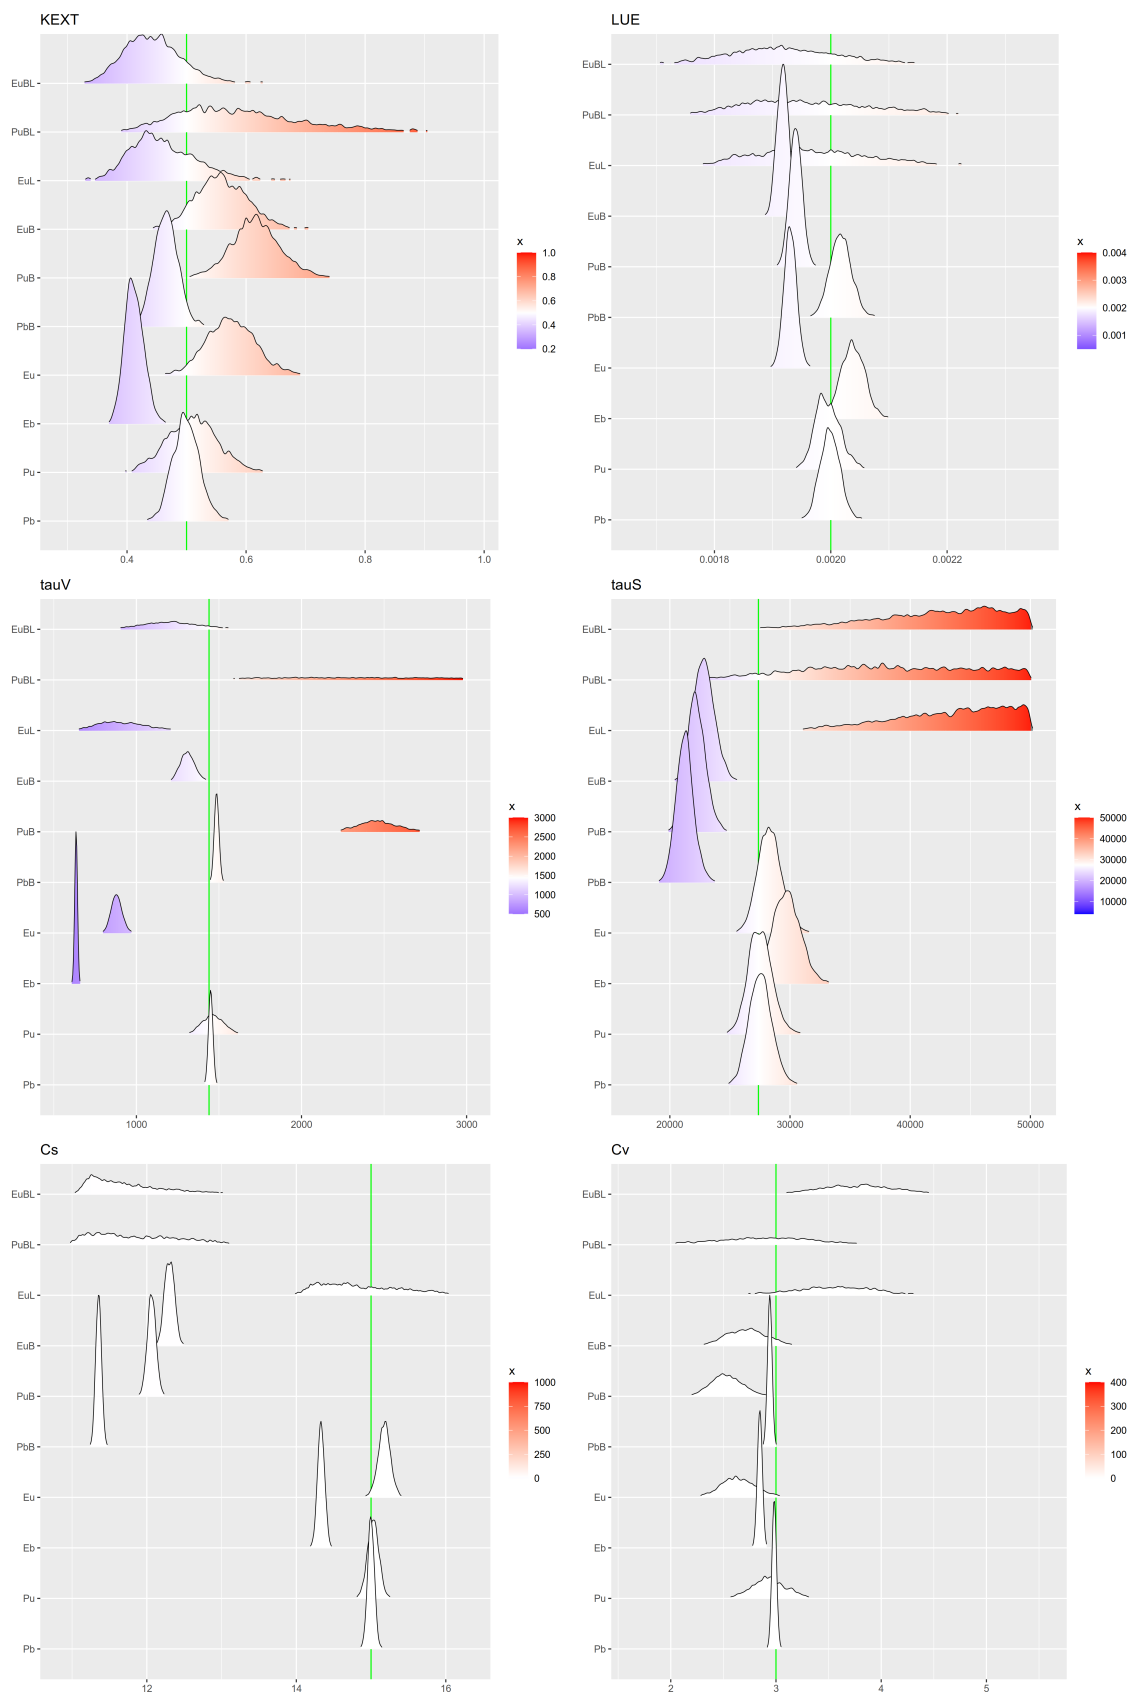 KEXT
EuBL
PuBL
EuL
EuB
PuB
PbB
Eu
Eb
Pu
Pb
0.4 0.6 0.8 1.0
x
1.0
0.8
0.6
0.4
0.2
LUE
EuBL
PuBL
EuL
EuB
PuB
PbB
Eu
Eb
Pu
Pb
0.0018 0.0020 0.0022
x
0.004
0.003
0.002
0.001
tauV
EuBL
PuBL
EuL
EuB
PuB
PbB
Eu
Eb
Pu
Pb
1000 2000 3000
x
3000
2500
2000
1500
1000
500
tauS
EuBL
PuBL
EuL
EuB
PuB
PbB
Eu
Eb
Pu
Pb
20000 30000 40000 50000
x
50000
40000
30000
20000
10000
Cs
EuBL
PuBL
EuL
EuB
PuB
PbB
Eu
Eb
Pu
Pb
12 14 16
x
1000
750
500
250
0
Cv
EuBL
PuBL
EuL
EuB
PuB
PbB
Eu
Eb
Pu
Pb
2 3 4 5
x
400
300
200
100
0